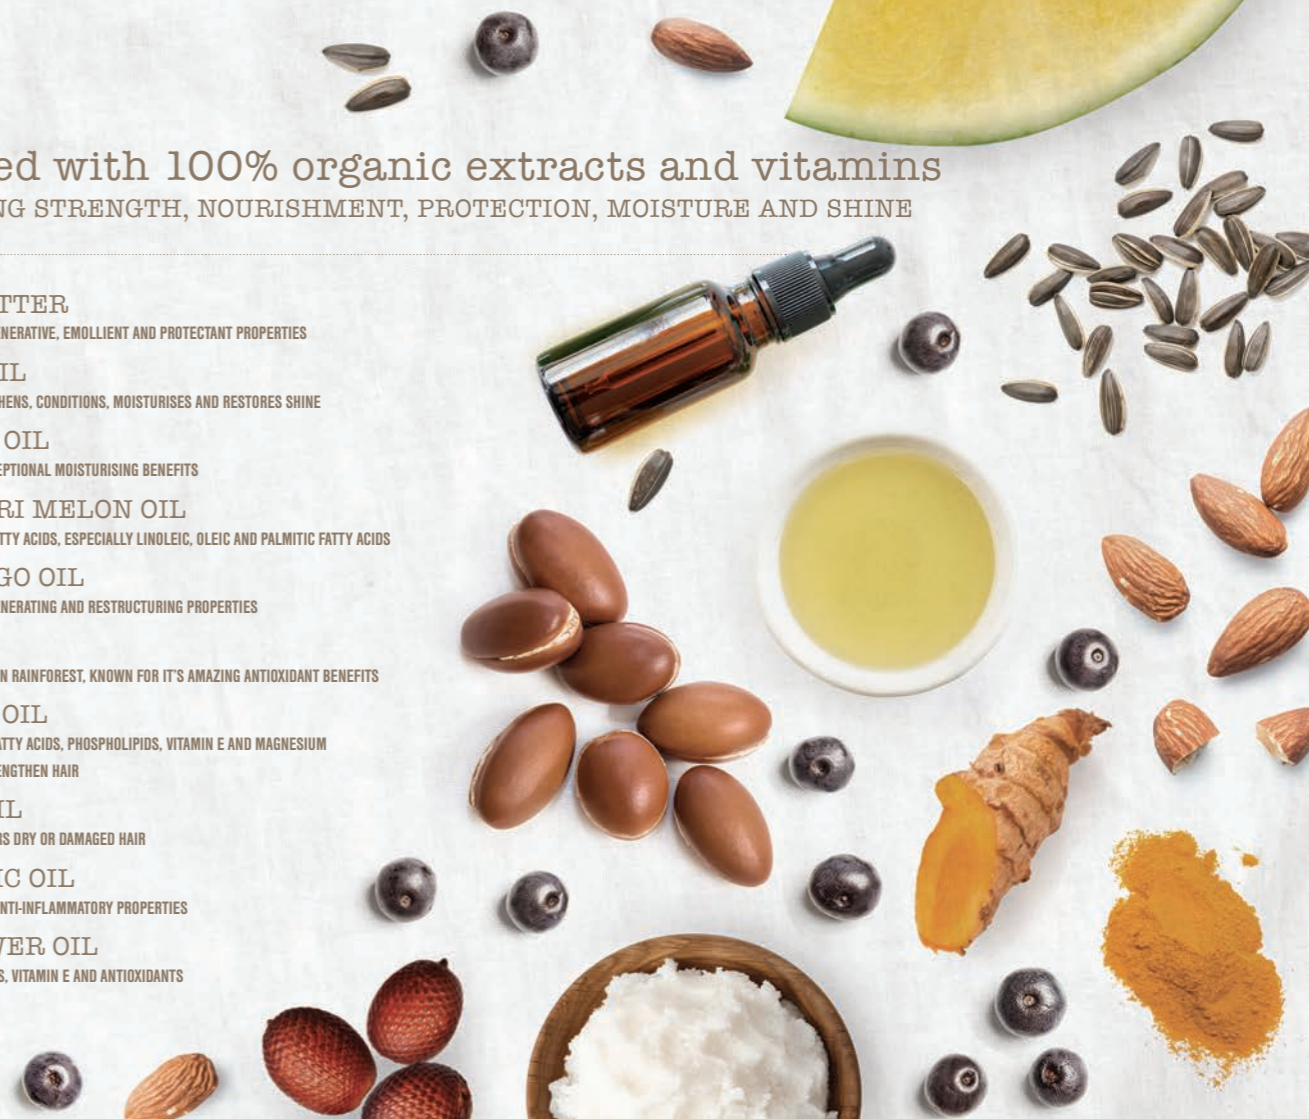 ed with 100% organic extracts and vitamins
NG STRENGTH, NOURISHMENT, PROTECTION, MOISTURE AND SHINE
TTER
ENERATIVE, EMOLLIENT AND PROTECTANT PROPERTIES
IL
HENS, CONDITIONS, MOISTURISES AND RESTORES SHINE
OIL
EPTIONAL MOISTURISING BENEFITS
RI MELON OIL
TTY ACIDS, ESPECIALLY LINOLEIC, OLEIC AND PALMITIC FATTY ACIDS
GO OIL
NERATING AND RESTRUCTURING PROPERTIES
N RAINFOREST, KNOWN FOR IT'S AMAZING ANTIOXIDANT BENEFITS
OIL
ATTY ACIDS, PHOSPHOLIPIDS, VITAMIN E AND MAGNESIUM
ENGTHEN HAIR
IL
RS DRY OR DAMAGED HAIR
IC OIL
NTI-INFLAMMATORY PROPERTIES
VER OIL
S, VITAMIN E AND ANTIOXIDANTS